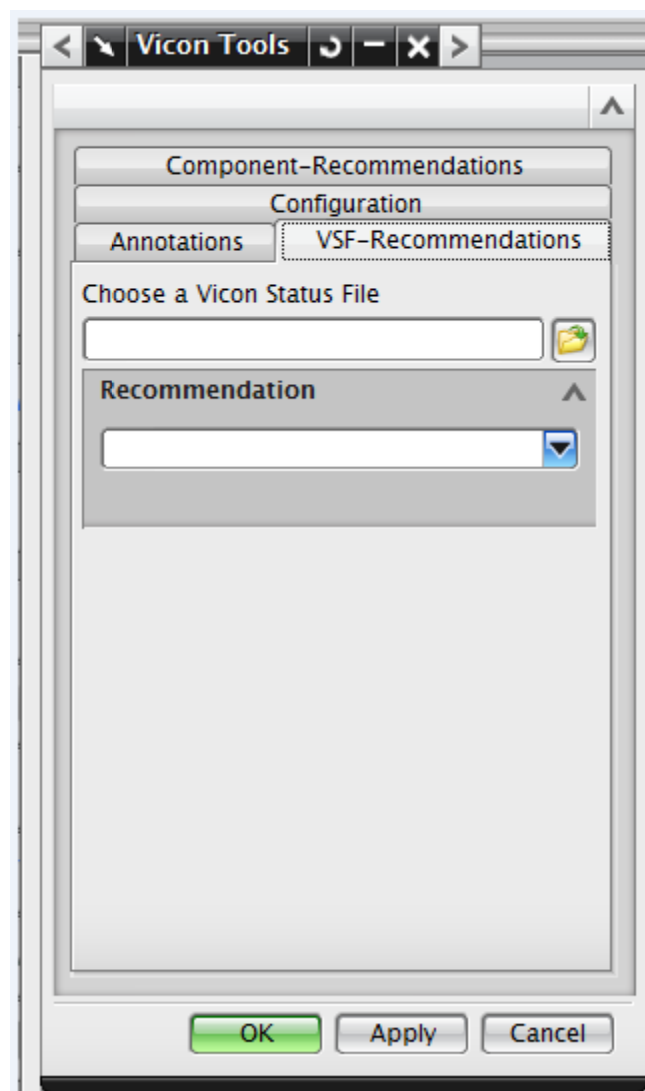 Vicon Tools
Component-Recommendations
Configuration
Annotations VSF-Recommendations
Choose a Vicon Status File
Recommendation
OK Apply Cancel